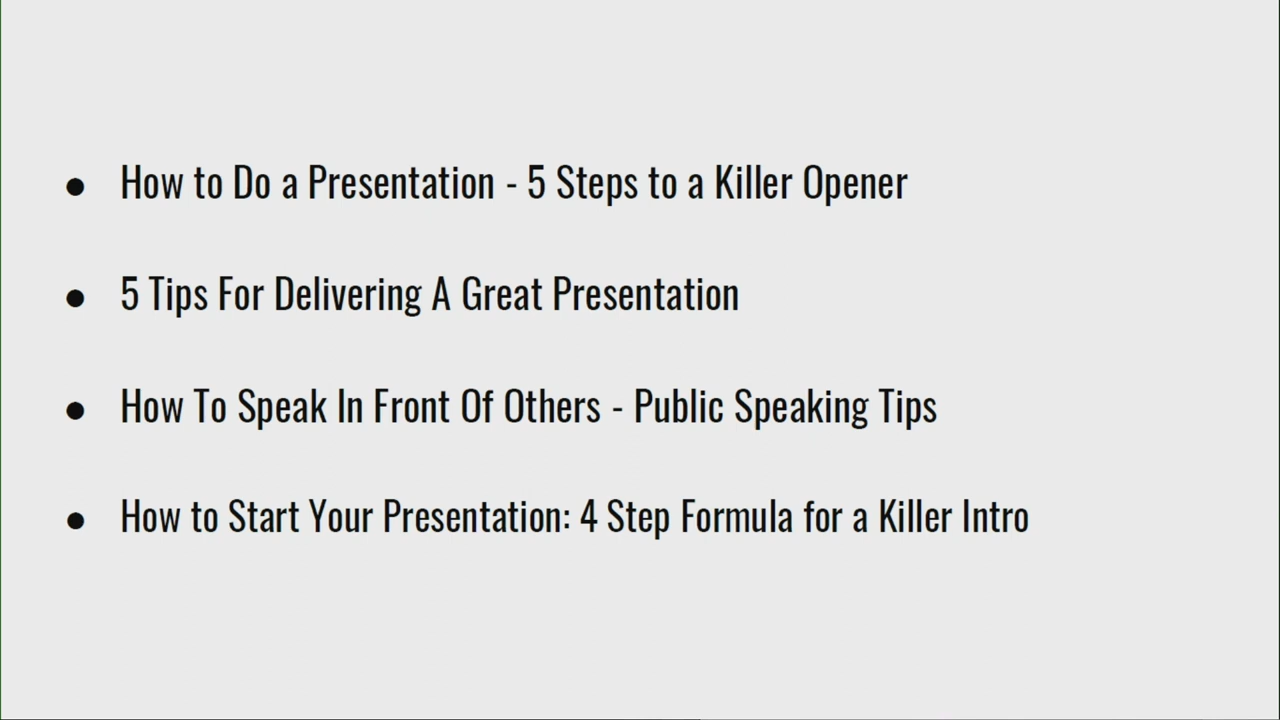 ● How to Do a Presentation - 5 Steps to a Killer Opener
● 5 Tips For Delivering A Great Presentation
● How To Speak In Front Of Others - Public Speaking Tips
● How to Start Your Presentation: 4 Step Formula for a Killer Intro